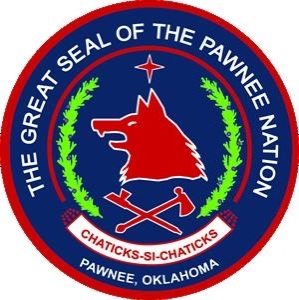 THE GREAT SEAL OF THE PAWNEE NATION
CHATICKS-SI-CHATICKS
PAWNEE, OKLAHOMA